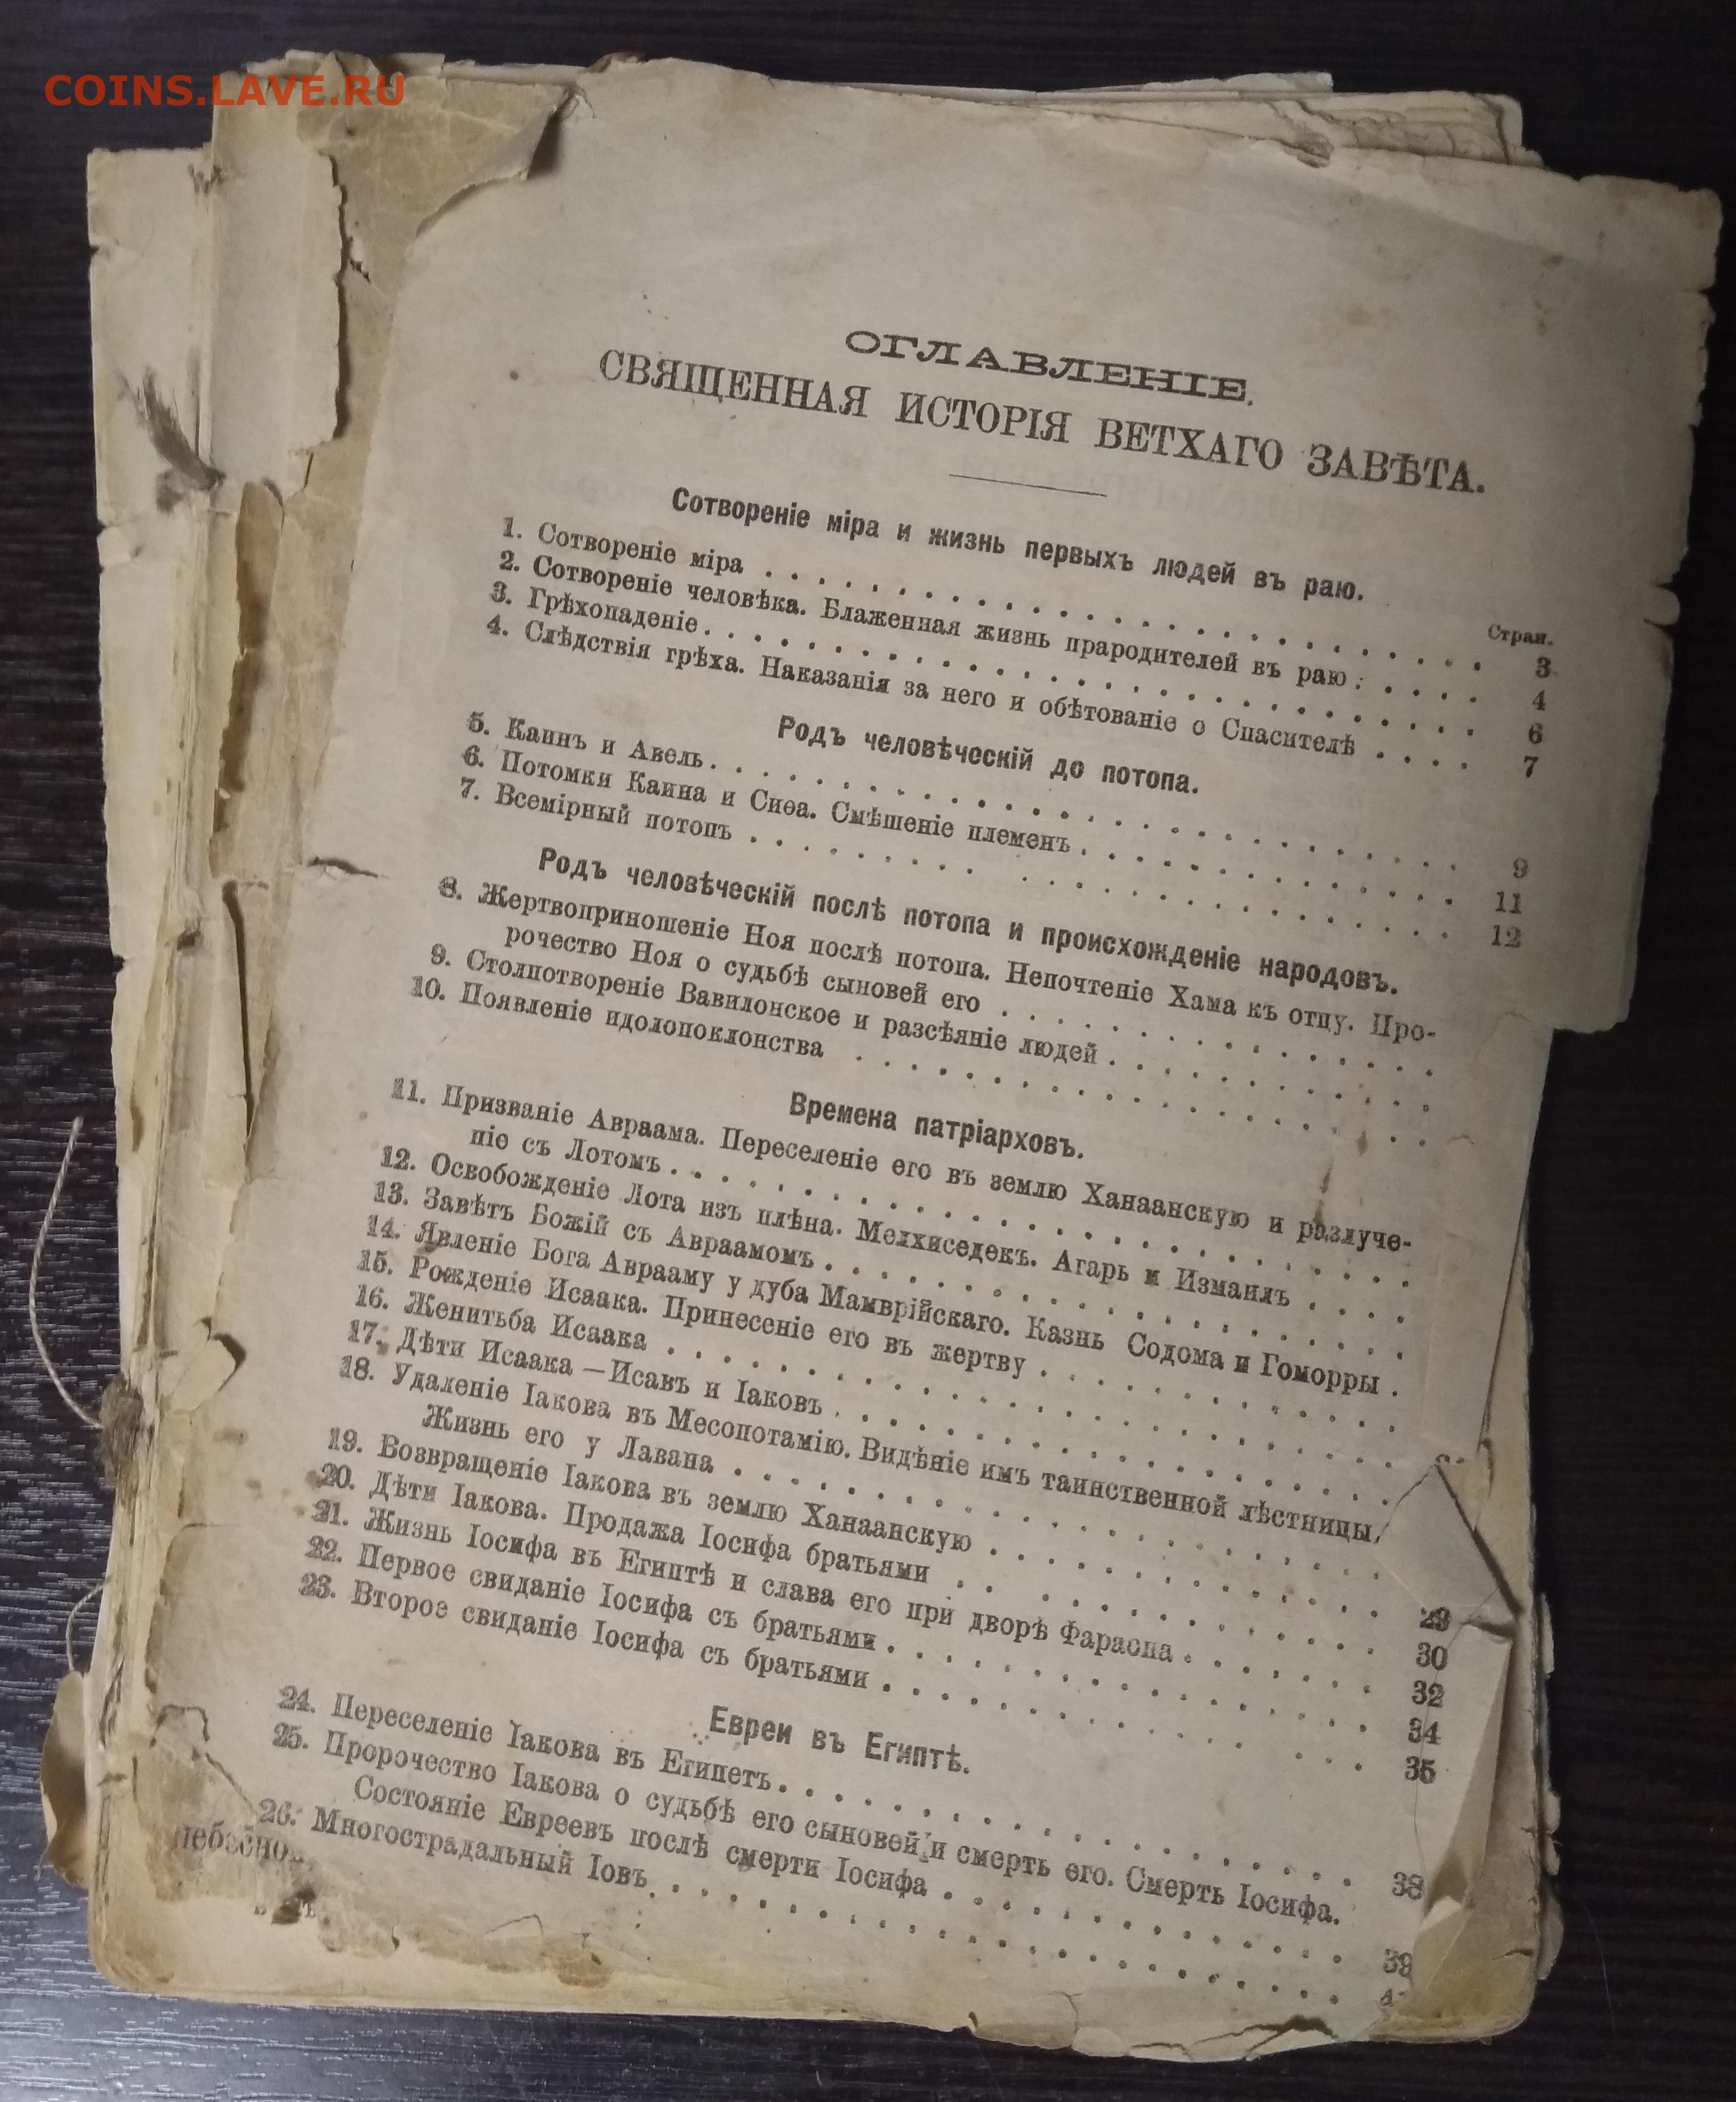 COINS.LAVE.RU
ОГЛАВЛЕНІЕ.
СВЯЩЕННАЯ ИСТОРІЯ ВЕТХАГО ЗАВѢТА.
Сотвореніе міра и жизнь первыхъ людей въ раю.
Стран.
1. Сотвореніе міра . . . . . . . . . . . . . . . . . . . . 3
2. Сотвореніе человѣка. Блаженная жизнь прародителей въ раю . . . . . 4
3. Грѣхопаденіе. . . . . . . . . . . . . . . . . . . . . 6
4. Слѣдствія грѣха. Наказанія за него и обѣтованіе о Спасителѣ . . . . 7
Родъ человѣческій до потопа.
5. Каинъ и Авель. . . . . . . . . . . . . . . . . . . . 9
6. Потомки Каина и Сиѳа. Смѣшеніе племенъ . . . . . . . . . . . 11
7. Всемірный потопъ . . . . . . . . . . . . . . . . . . . 12
Родъ человѣческій послѣ потопа и происхожденіе народовъ.
8. Жертвоприношеніе Ноя послѣ потопа. Непочтеніе Хама къ отцу. Про-
рочество Ноя о судьбѣ сыновей его . . . . . . . . . . . .
9. Столпотвореніе Вавилонское и разсѣяніе людей . . . . . . . . . .
10. Появленіе идолопоклонства . . . . . . . . . . . . . . . .
Времена патріарховъ.
11. Призваніе Авраама. Переселеніе его въ землю Ханаанскую и разлуче-
ніе съ Лотомъ . . . . . . . . . . . . . . . . . . .
12. Освобожденіе Лота изъ плѣна. Мелхиседекъ. Агарь и Измаилъ . . . .
13. Завѣтъ Божій съ Авраамомъ . . . . . . . . . . . . . . . .
14. Явленіе Бога Аврааму у дуба Мамврійскаго. Казнь Содома и Гоморры .
15. Рожденіе Исаака. Принесеніе его въ жертву . . . . . . . . . . .
16. Женитьба Исаака . . . . . . . . . . . . . . . . . . .
17. Дѣти Исаака — Исавъ и Іаковъ . . . . . . . . . . . . . . .
18. Удаленіе Іакова въ Месопотамію. Видѣніе имъ таинственной лѣстницы.
Жизнь его у Лавана . . . . . . . . . . . . . . . . .
19. Возвращеніе Іакова въ землю Ханаанскую . . . . . . . . . . . 29
20. Дѣти Іакова. Продажа Іосифа братьями . . . . . . . . . . . . 30
21. Жизнь Іосифа въ Египтѣ и слава его при дворѣ Фараона . . . . . . 32
22. Первое свиданіе Іосифа съ братьями . . . . . . . . . . . . . 34
23. Второе свиданіе Іосифа съ братьями . . . . . . . . . . . . . 35
Евреи въ Египтѣ.
24. Переселеніе Іакова въ Египетъ . . . . . . . . . . . . . . . 38
25. Пророчество Іакова о судьбѣ его сыновей и смерть его. Смерть Іосифа.
Состояніе Евреевъ послѣ смерти Іосифа . . . . . . . . . . . 39
26. Многострадальный Іовъ . . . . . . . . . . . . . . . . .